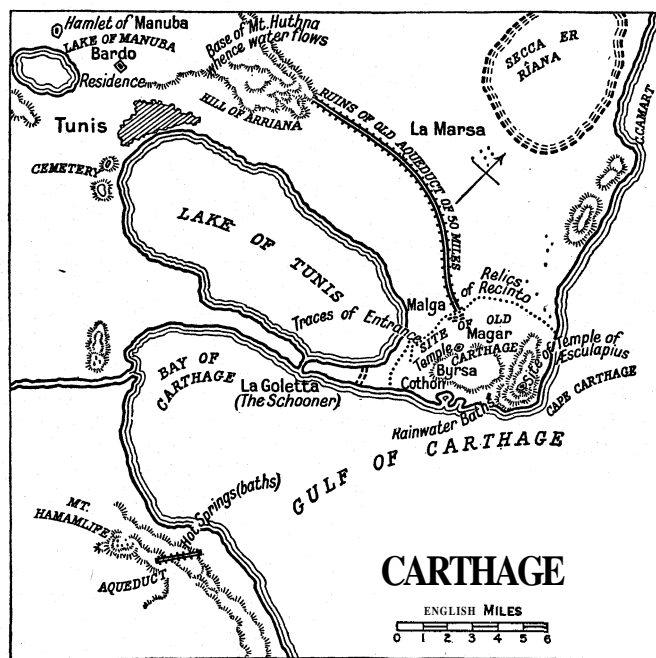 Hamlet of Manuba
LAKE OF MANUBA
Bardo
Residence
Base of Mt. Huthna
whence water flows
HILL OF ARRIANA
Tunis
CEMETERY
RUINS OF OLD AQUEDUCT OF 50 MILES
SECCA ER
RIANA
C.CAMART
La Marsa
LAKE OF TUNIS
Relics
of Recinto
Malga
Traces of Entrance
SITE OF OLD
CARTHAGE
Magar
Temple
Byrsa
Cothon
Site of Temple of
Æsculapius
CAPE CARTHAGE
Rainwater Baths
BAY OF
CARTHAGE
La Goletta
(The Schooner)
GULF OF CARTHAGE
Hot Springs (baths)
MT.
HAMAMLIFE
AQUEDUCT
CARTHAGE
ENGLISH MILES
0 1 2 3 4 5 6